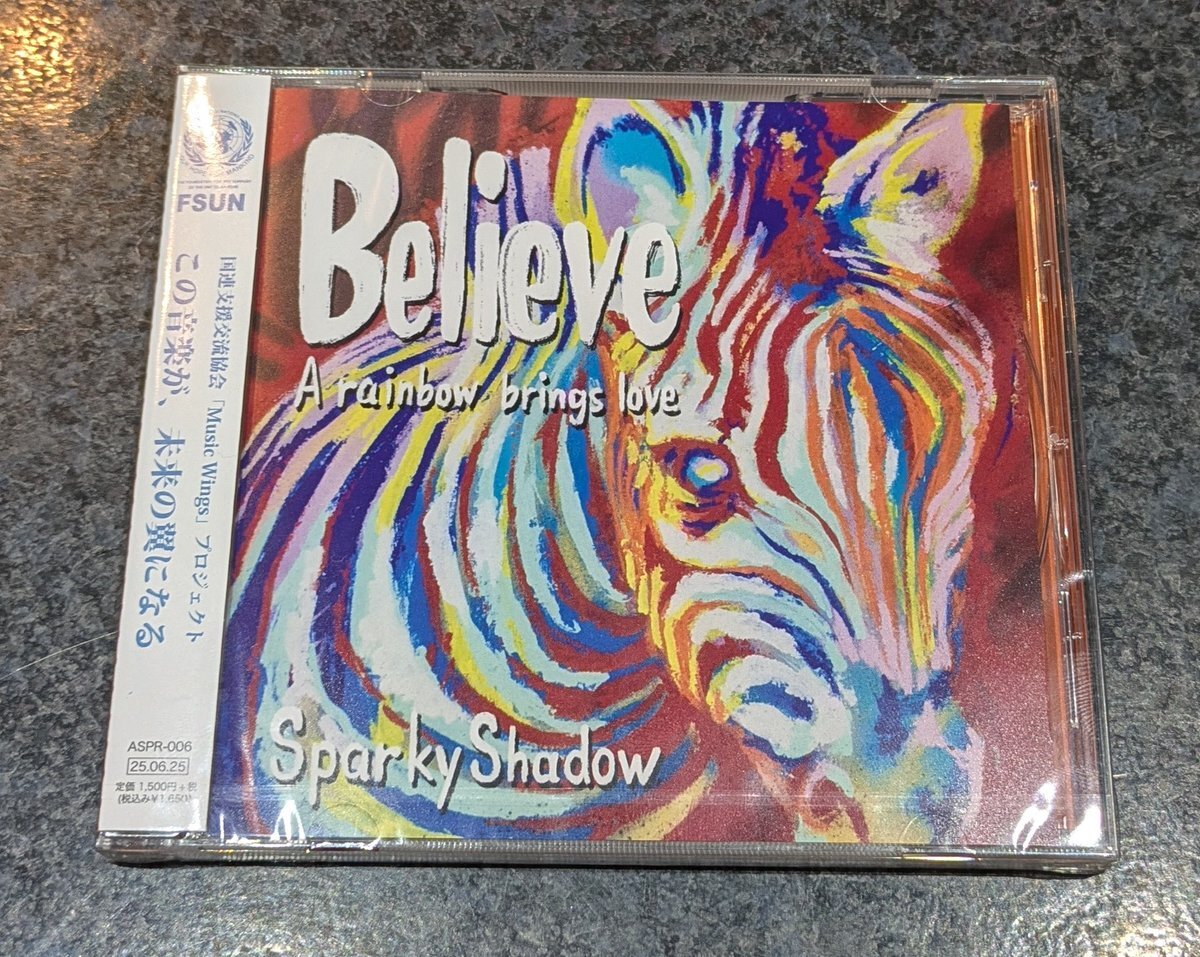 FSUN
国連支援交流協会「Music Wings」プロジェクト
この音楽が、未来の翼になる
ASPR-006
25.06.25
定価 1,500円+税
(税込み¥1,650)
Believe
A rainbow brings love
Sparky Shadow